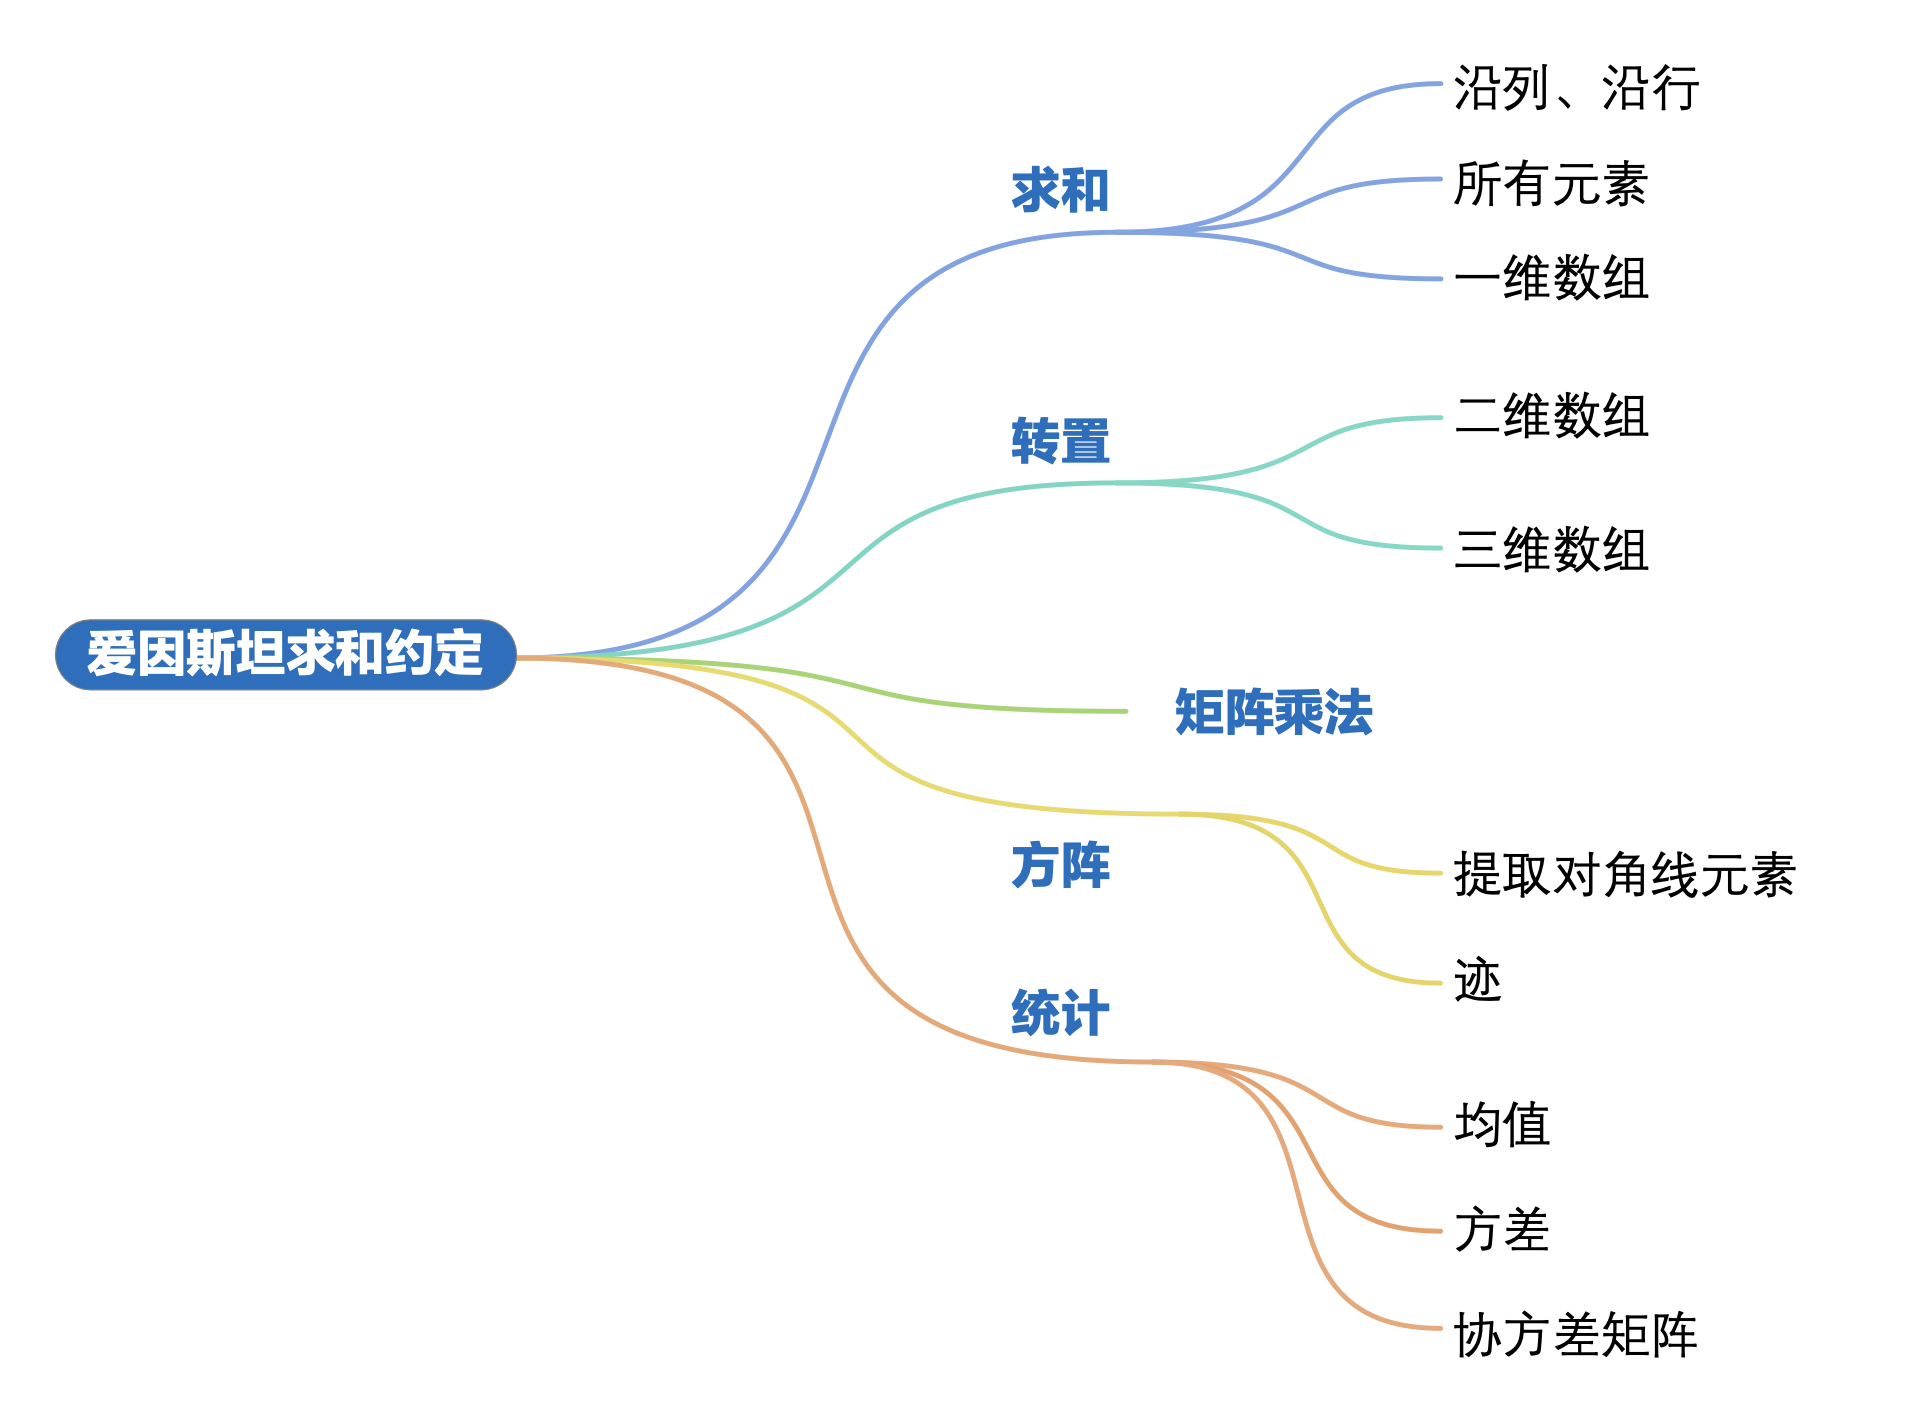 爱因斯坦求和约定
求和
沿列、沿行
所有元素
一维数组
转置
二维数组
三维数组
矩阵乘法
方阵
提取对角线元素
迹
统计
均值
方差
协方差矩阵